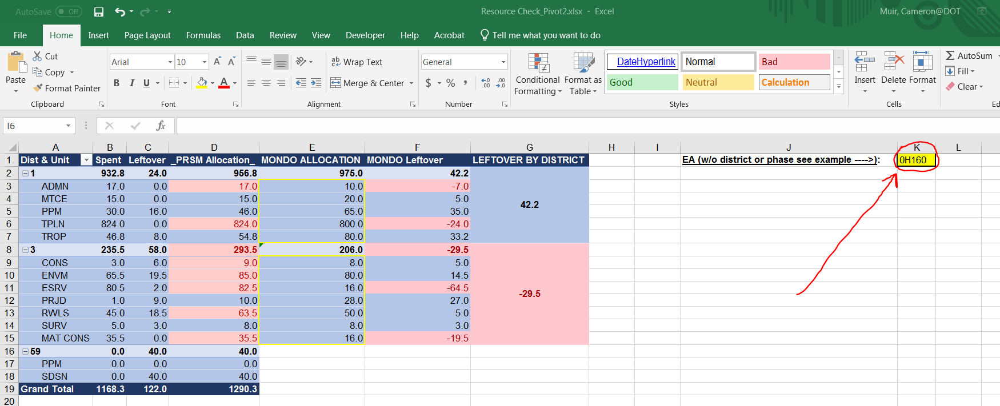 AutoSave Off Resource Check_Pivot2.xlsx - Excel Muir, Cameron@DOT
File Home Insert Page Layout Formulas Data Review View Developer Help Acrobat Tell me what you want to do
Paste
Cut
Copy
Format Painter
Clipboard
Arial 10
B I U A
Font
ab Wrap Text
Merge & Center
Alignment
General
$ % ,
Number
Conditional Formatting
Format as Table
DateHyperlink Normal Bad
Good Neutral Calculation
Styles
Insert Delete Format
Cells
AutoSum
Fill
Clear
Ed
I6 fx
A B C D E F G H I J K L
1 Dist & Unit Spent Leftover _PRSM Allocation_ MONDO ALLOCATION MONDO Leftover LEFTOVER BY DISTRICT EA (w/o district or phase see example ---->): 0H160
2 1 932.8 24.0 956.8 975.0 42.2
3 ADMN 17.0 0.0 17.0 10.0 -7.0
4 MTCE 15.0 0.0 15.0 20.0 5.0
42.2
5 PPM 30.0 16.0 46.0 65.0 35.0
6 TPLN 824.0 0.0 824.0 800.0 -24.0
7 TROP 46.8 8.0 54.8 80.0 33.2
8 3 235.5 58.0 293.5 206.0 -29.5
9 CONS 3.0 6.0 9.0 8.0 5.0
10 ENVM 65.5 19.5 85.0 80.0 14.5
11 ESRV 80.5 2.0 82.5 16.0 -64.5
-29.5
12 PRJD 1.0 9.0 10.0 28.0 27.0
13 RWLS 45.0 18.5 63.5 50.0 5.0
14 SURV 5.0 3.0 8.0 8.0 3.0
15 MAT CONS 35.5 0.0 35.5 16.0 -19.5
16 59 0.0 40.0 40.0
17 PPM 0.0 0.0 0.0
18 SDSN 0.0 40.0 40.0
19 Grand Total 1168.3 122.0 1290.3
20